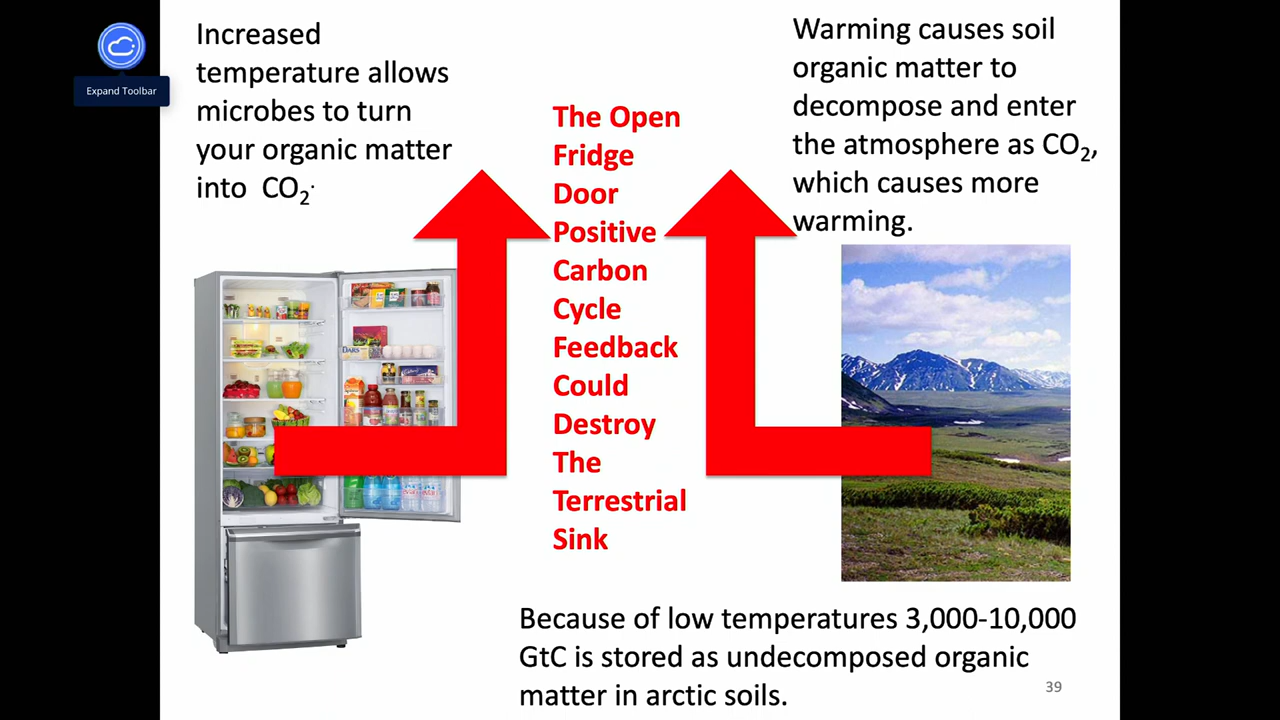 Expand Toolbar
Increased
temperature allows
microbes to turn
your organic matter
into CO2.
The Open
Fridge
Door
Positive
Carbon
Cycle
Feedback
Could
Destroy
The
Terrestrial
Sink
Warming causes soil
organic matter to
decompose and enter
the atmosphere as CO2,
which causes more
warming.
DARS
Because of low temperatures 3,000-10,000
GtC is stored as undecomposed organic
matter in arctic soils.
39